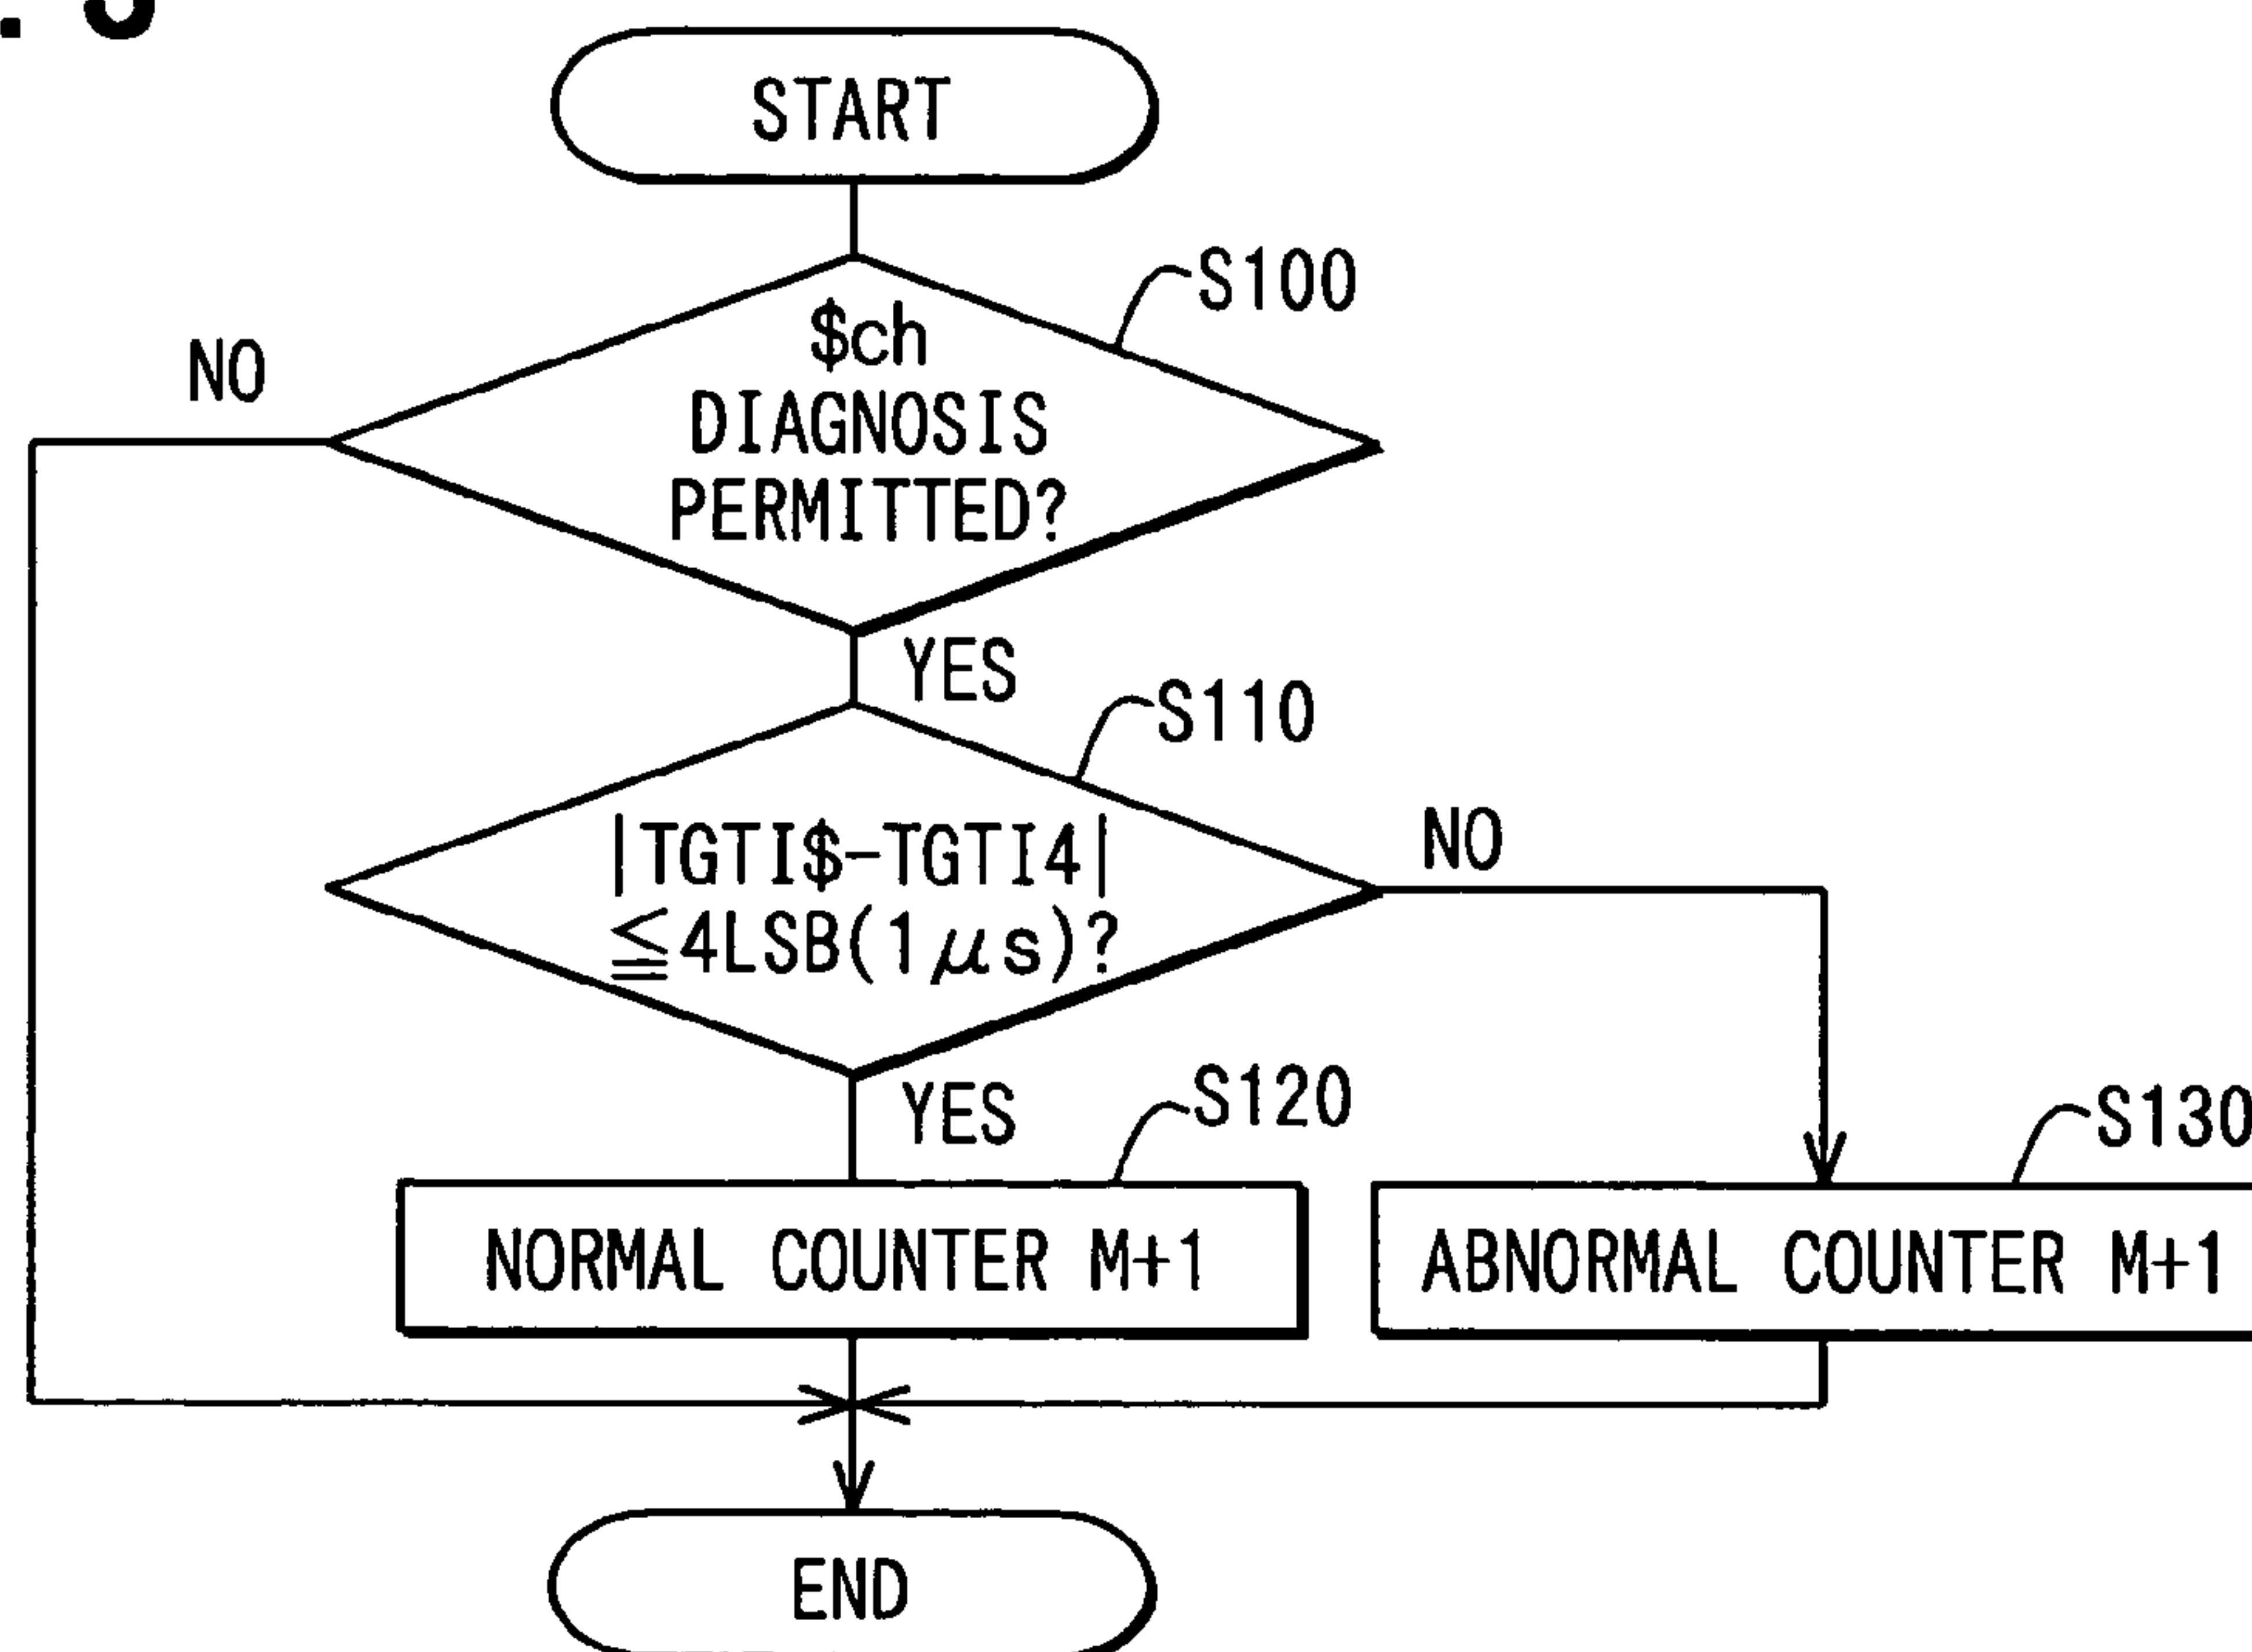 START
S100
$ch
DIAGNOSIS
PERMITTED?
NO
YES
S110
|TGTI$-TGTI4|
≦4LSB(1μs)?
NO
YES
S120
S130
NORMAL COUNTER M+1
ABNORMAL COUNTER M+1
END